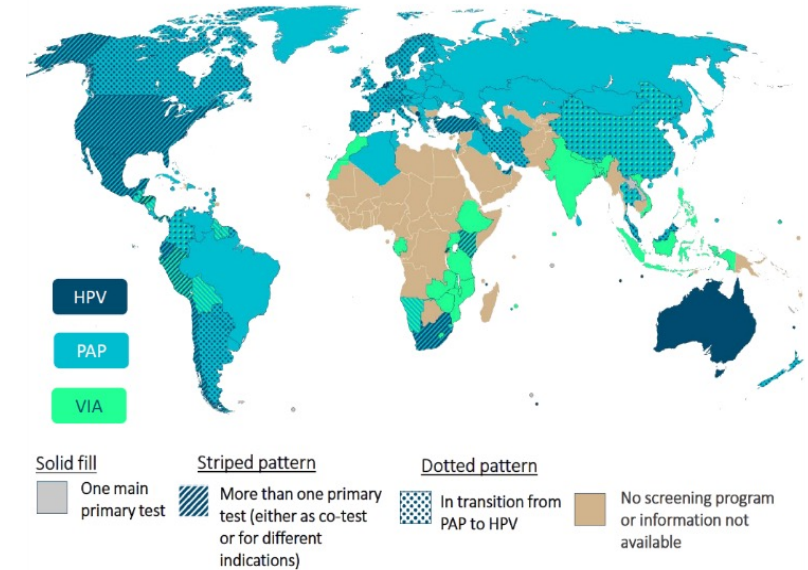 HPV
PAP
VIA
Solid fill
One main
primary test
Striped pattern
More than one primary
test (either as co-test
or for different
indications)
Dotted pattern
In transition from
PAP to HPV
No screening program
or information not
available